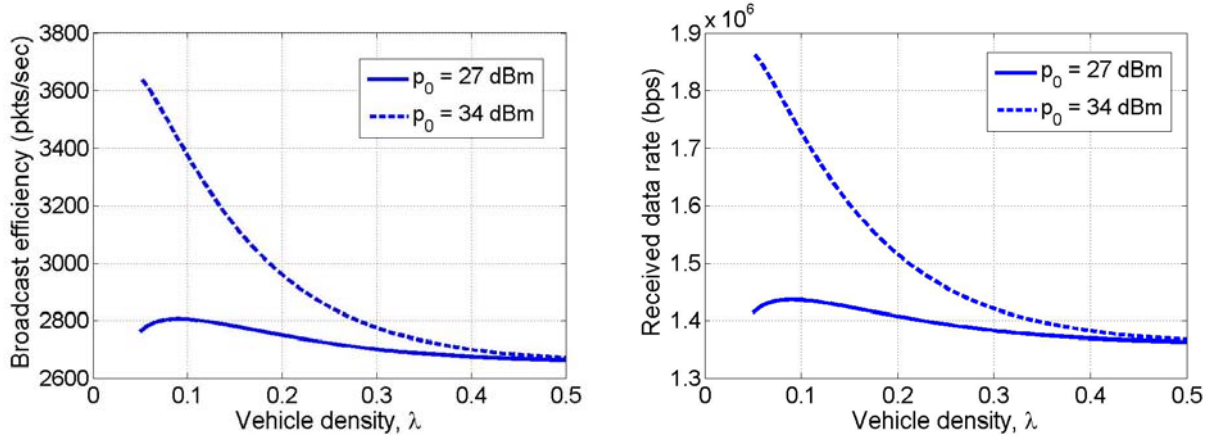 3800
3600
3400
3200
3000
2800
2600
0
0.1
0.2
0.3
0.4
0.5
Broadcast efficiency (pkts/sec)
Vehicle density, λ
p0 = 27 dBm
p0 = 34 dBm
x 10^6
1.9
1.8
1.7
1.6
1.5
1.4
1.3
0
0.1
0.2
0.3
0.4
0.5
Received data rate (bps)
Vehicle density, λ
p0 = 27 dBm
p0 = 34 dBm